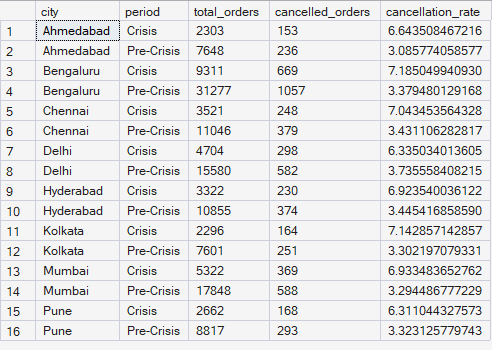 city period total_orders cancelled_orders cancellation_rate
1 Ahmedabad Crisis 2303 153 6.643508467216
2 Ahmedabad Pre-Crisis 7648 236 3.085774058577
3 Bengaluru Crisis 9311 669 7.185049940930
4 Bengaluru Pre-Crisis 31277 1057 3.379480129168
5 Chennai Crisis 3521 248 7.043453564328
6 Chennai Pre-Crisis 11046 379 3.431106282817
7 Delhi Crisis 4704 298 6.335034013605
8 Delhi Pre-Crisis 15580 582 3.735558408215
9 Hyderabad Crisis 3322 230 6.923540036122
10 Hyderabad Pre-Crisis 10855 374 3.445416858590
11 Kolkata Crisis 2296 164 7.142857142857
12 Kolkata Pre-Crisis 7601 251 3.302197079331
13 Mumbai Crisis 5322 369 6.933483652762
14 Mumbai Pre-Crisis 17848 588 3.294486777229
15 Pune Crisis 2662 168 6.311044327573
16 Pune Pre-Crisis 8817 293 3.323125779743